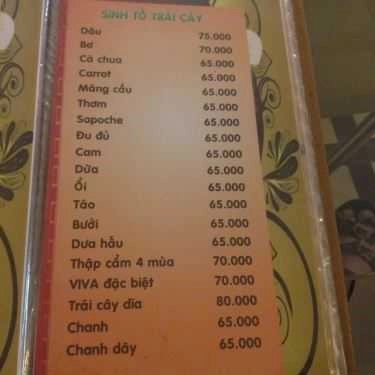 SINH TỐ TRÁI CÂY
Dâu 75.000
Bơ 70.000
Cà chua 65.000
Carrot 65.000
Mãng cầu 65.000
Thơm 65.000
Sapoche 65.000
Đu đủ 65.000
Cam 65.000
Dừa 65.000
Ổi 65.000
Táo 65.000
Bưởi 65.000
Dưa hấu 65.000
Thập cẩm 4 mùa 70.000
VIVA đặc biệt 70.000
Trái cây dĩa 80.000
Chanh 65.000
Chanh dây 65.000